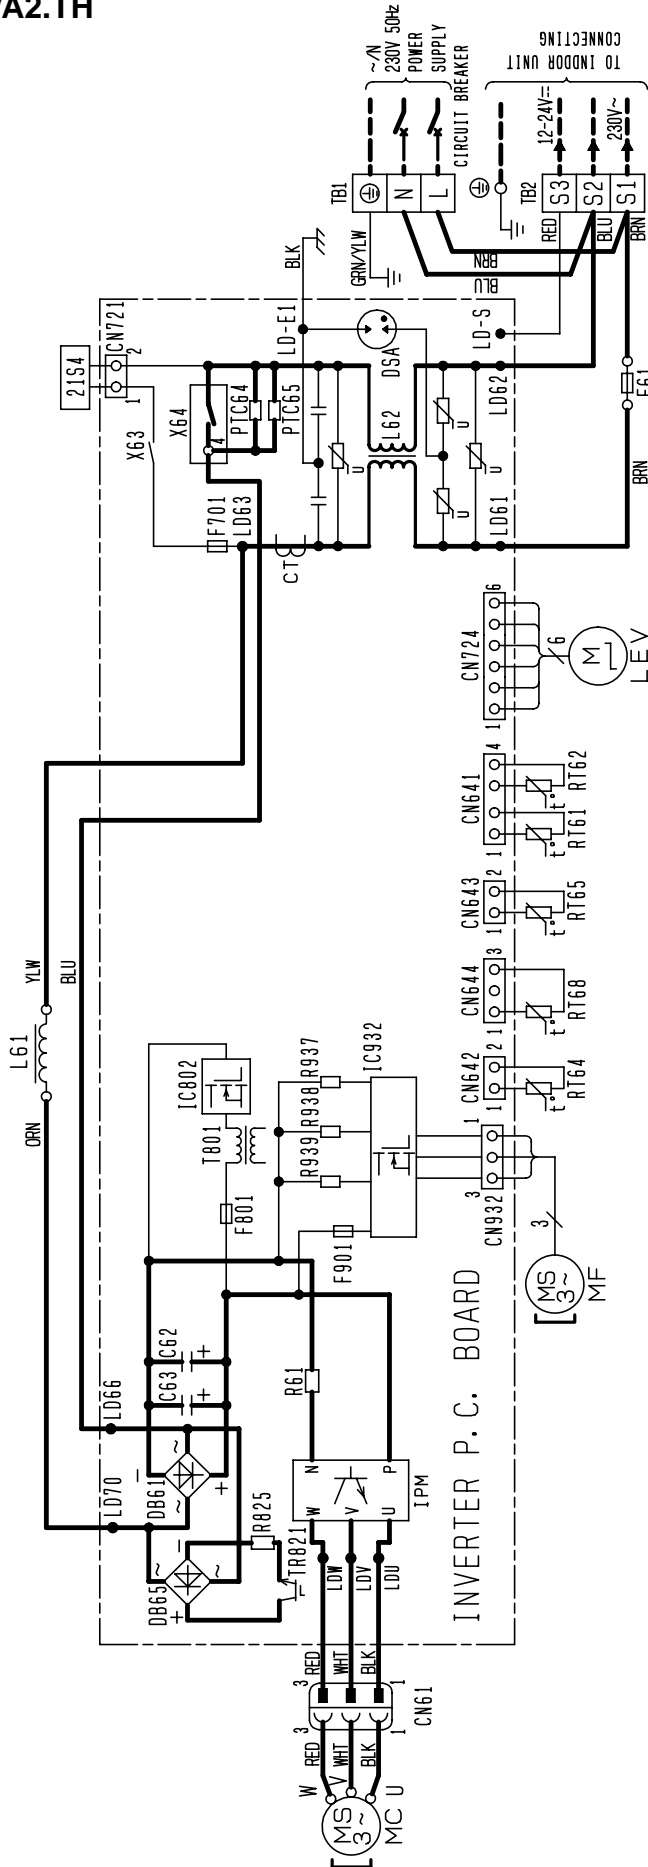 VA2.TH
~/N
230V 50Hz
POWER
SUPPLY
CIRCUIT BREAKER
TO INDOOR UNIT
CONNECTING
12-24V⎓
230V~
TB1
N
L
TB2
S3
S2
S1
GRN/YLW
BLK
BRN
BLU
RED
BLU
BRN
21S4
CN721
2
1
X63
X64
4
PTC64
PTC65
LD-E1
DSA
LD-S
LD62
L62
U
U
U
U
F701
LD63
CT
LD61
F61
BRN
CN724
6
1
6
M
LEV
CN641
4
1
t°
RT62
t°
RT61
CN643
2
1
t°
RT65
CN644
3
1
t°
RT68
CN642
2
1
t°
RT64
L61
YLW
BLU
ORN
IC802
T801
F801
R937
R938
R939
IC932
F901
1
3
CN932
3
MS
3~
MF
C62
+
C63
+
LD66
LD70
-
DB61
~
~
+
DB65
~
~
-
+
R825
TR821
R61
N
P
W
V
U
IPM
LDW
LDV
LDU
INVERTER P.C. BOARD
RED
WHT
BLK
3
1
CN61
3
1
RED
WHT
BLK
W
V
U
MS
3~
MC